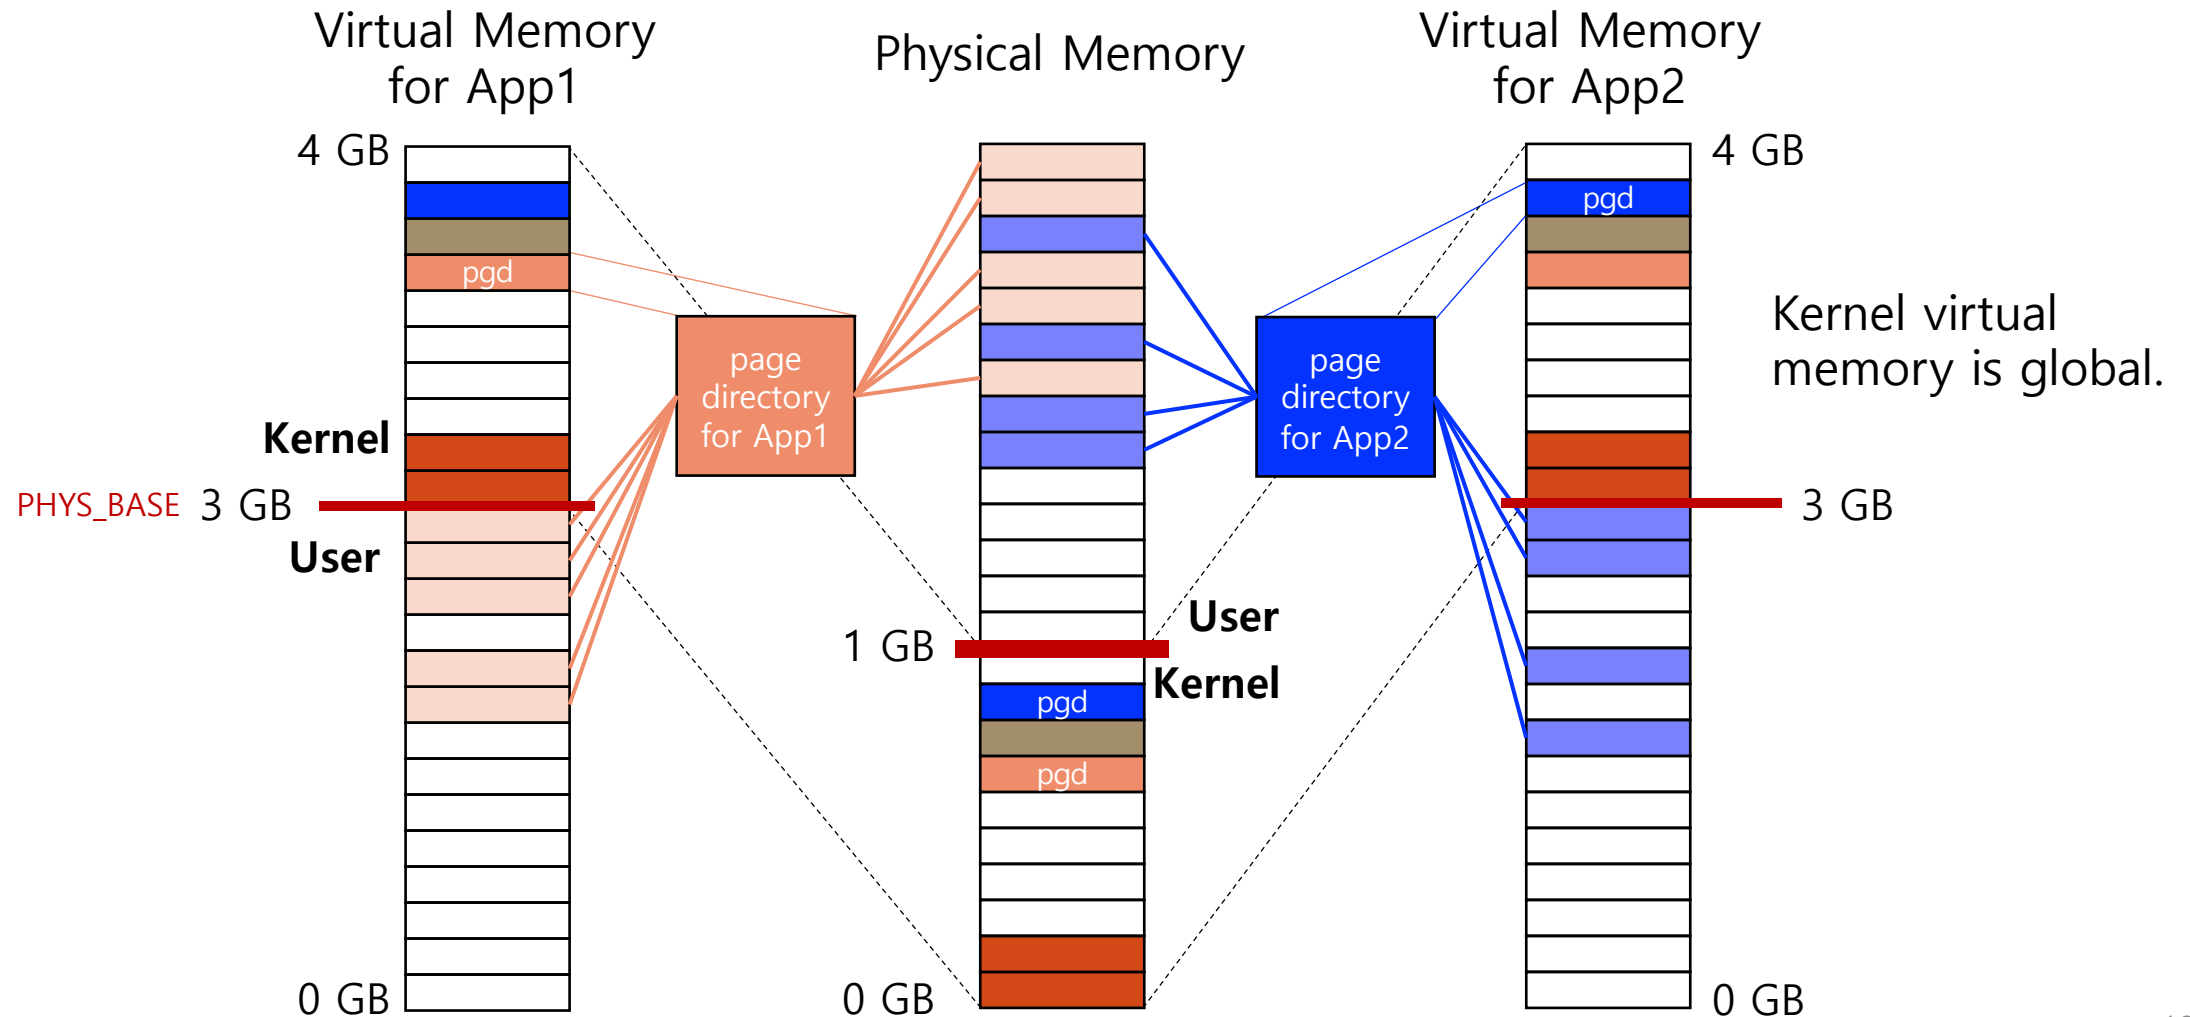 Virtual Memory
for App1
Physical Memory
Virtual Memory
for App2
4 GB
4 GB
pgd
pgd
page
directory
for App1
page
directory
for App2
Kernel virtual
memory is global.
Kernel
PHYS_BASE 3 GB
3 GB
User
User
1 GB
Kernel
pgd
pgd
0 GB
0 GB
0 GB